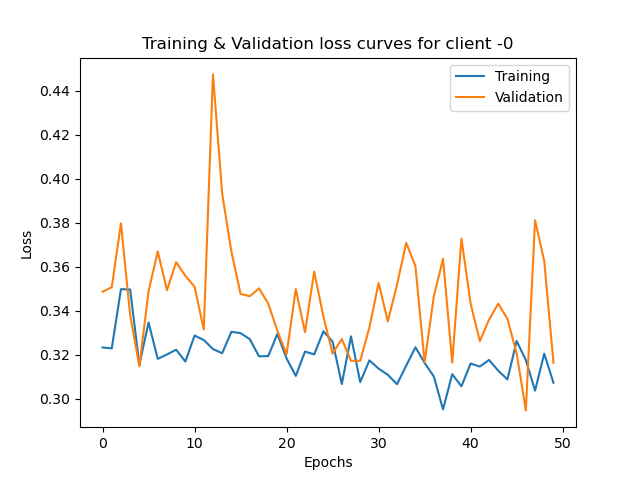 Training & Validation loss curves for client -0
Training
Validation
0.44
0.42
0.40
0.38
0.36
0.34
0.32
0.30
Loss
0
10
20
30
40
50
Epochs